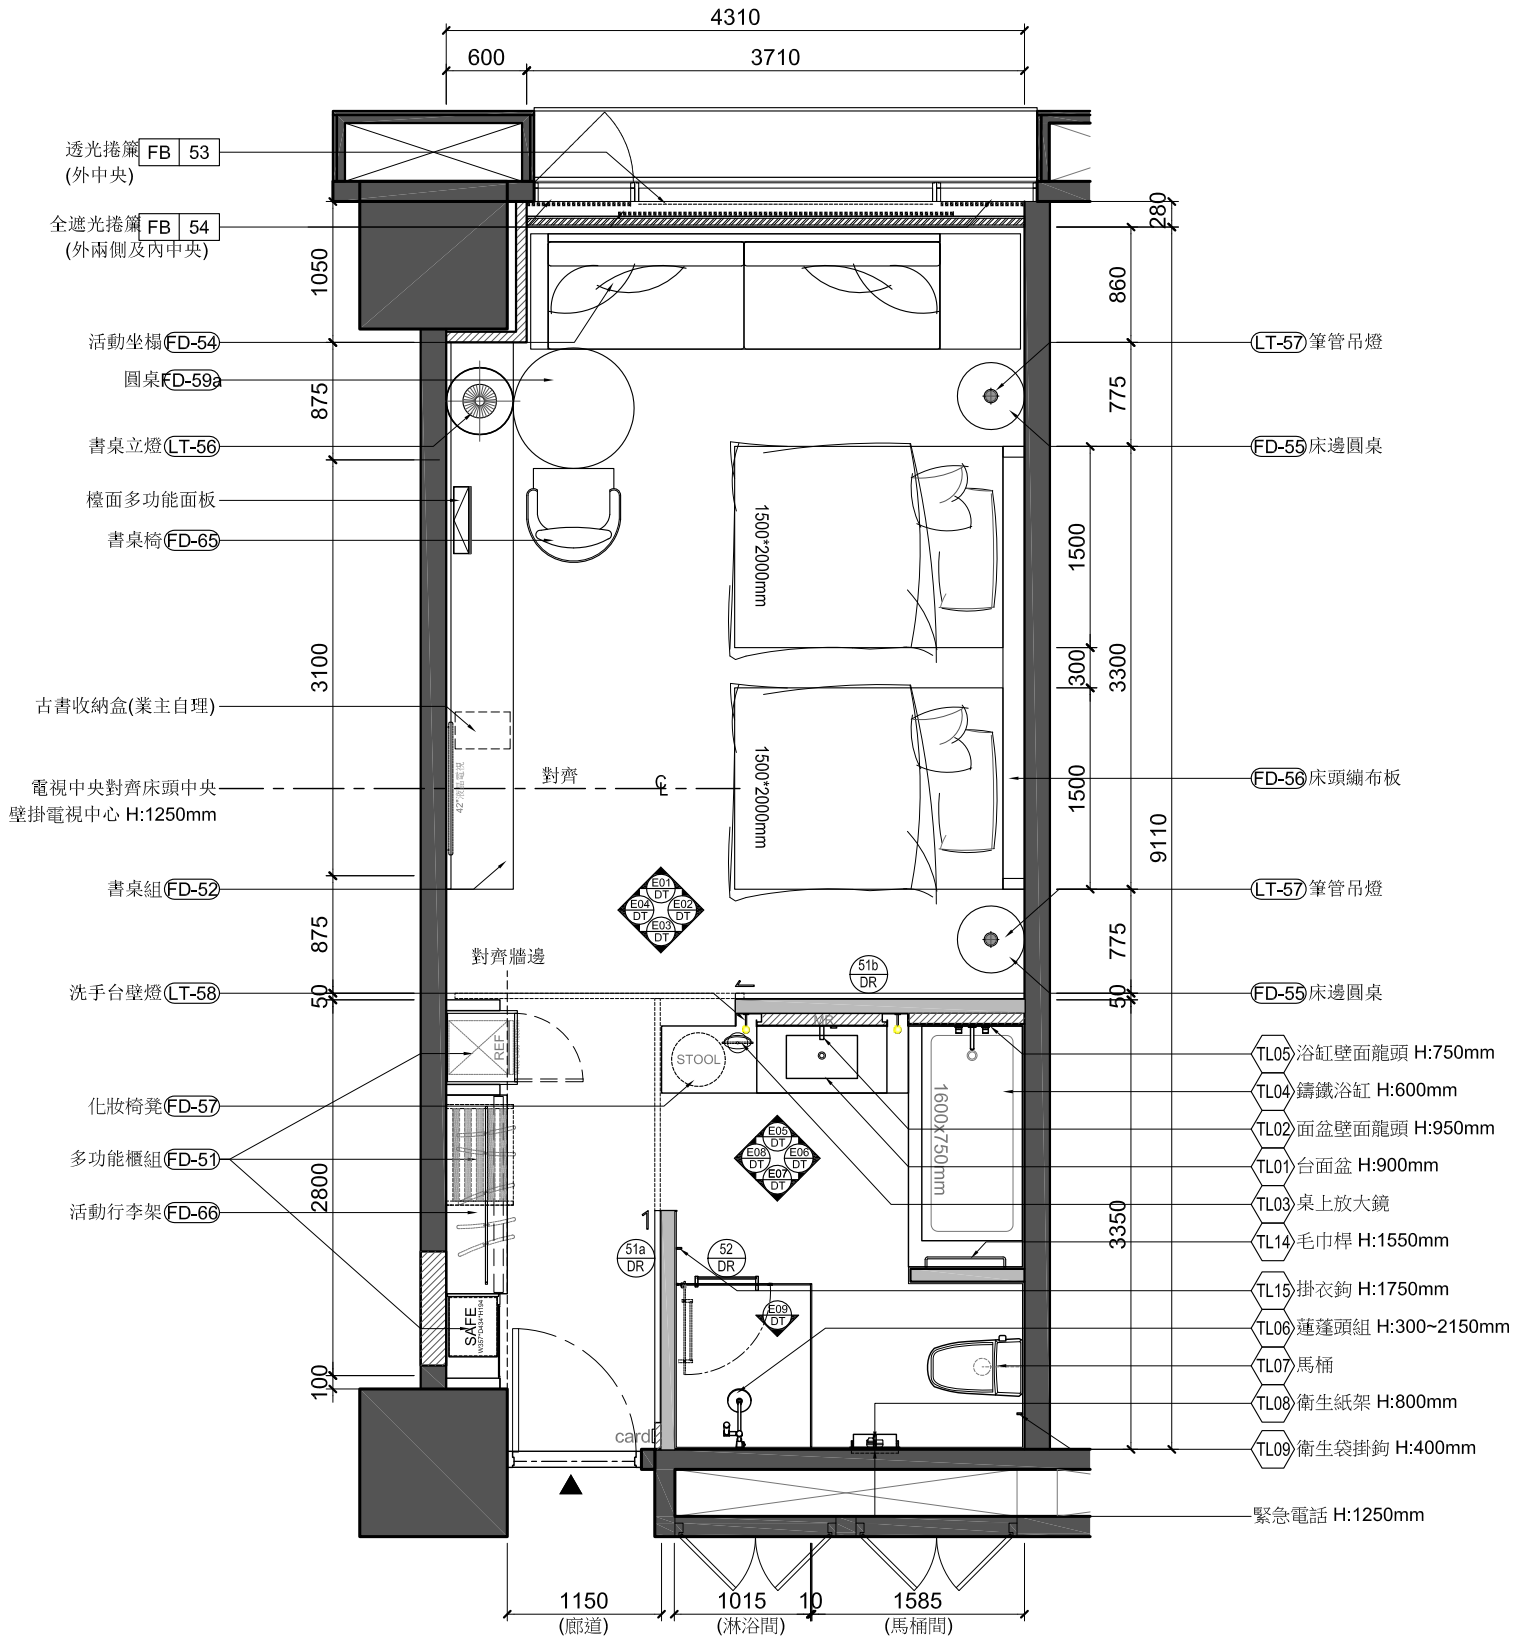 4310
600
3710
透光捲簾 FB 53
(外中央)
全遮光捲簾 FB 54
(外兩側及內中央)
280
1050
860
活動坐榻 FD-54
LT-57 筆管吊燈
圓桌 FD-59a
875
775
書桌立燈 LT-56
FD-55 床邊圓桌
檯面多功能面板
書桌椅 FD-65
1500*2000mm
1500
3100
300
3300
古書收納盒(業主自理)
電視中央對齊床頭中央
壁掛電視中心 H:1250mm
42"液晶電視
對齊
CL
1500*2000mm
FD-56 床頭繃布板
1500
9110
書桌組 FD-52
LT-57 筆管吊燈
E01
DT
E04
DT
E02
DT
E03
DT
875
775
對齊牆邊
51b
DR
洗手台壁燈 LT-58
50
50
FD-55 床邊圓桌
MR
REF
STOOL
TL05 浴缸壁面龍頭 H:750mm
TL04 鑄鐵浴缸 H:600mm
化妝椅凳 FD-57
1600x750mm
TL02 面盆壁面龍頭 H:950mm
E05
DT
E08
DT
E06
DT
E07
DT
多功能櫃組 FD-51
TL01 台面盆 H:900mm
2800
TL03 桌上放大鏡
活動行李架 FD-66
3350
TL14 毛巾桿 H:1550mm
51a
DR
52
DR
TL15 掛衣鉤 H:1750mm
SAFE
W357*D434*H194
E09
DT
TL06 蓮蓬頭組 H:300~2150mm
TL07 馬桶
100
TL08 衛生紙架 H:800mm
card
TL09 衛生袋掛鉤 H:400mm
緊急電話 H:1250mm
1150
(廊道)
1015
(淋浴間)
10
1585
(馬桶間)